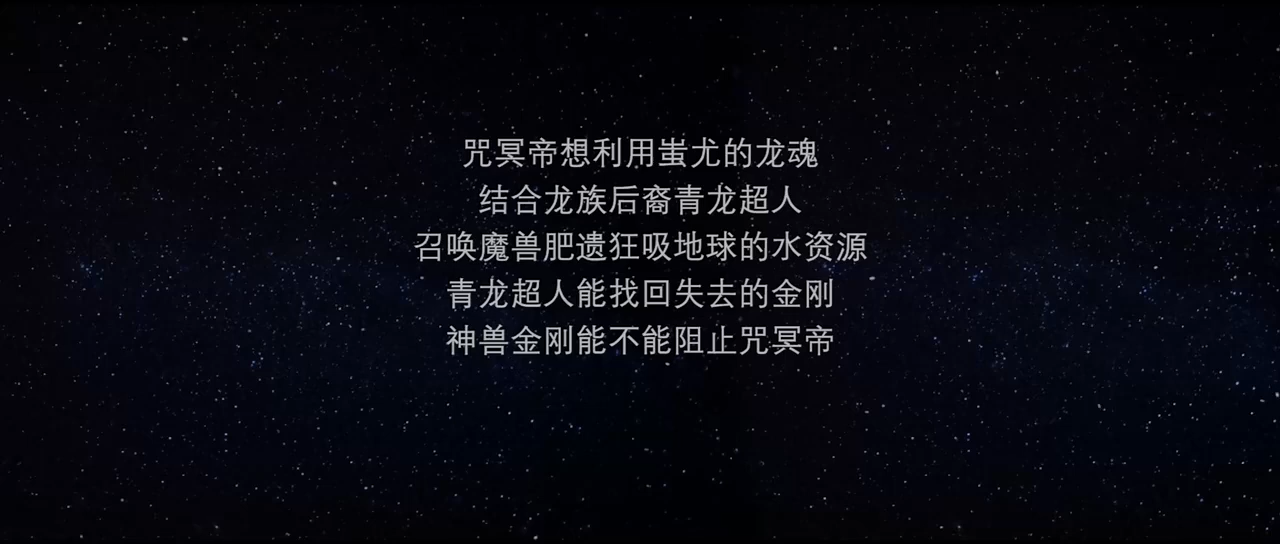 咒冥帝想利用蚩尤的龙魂
结合龙族后裔青龙超人
召唤魔兽肥遗狂吸地球的水资源
青龙超人能找回失去的金刚
神兽金刚能不能阻止咒冥帝